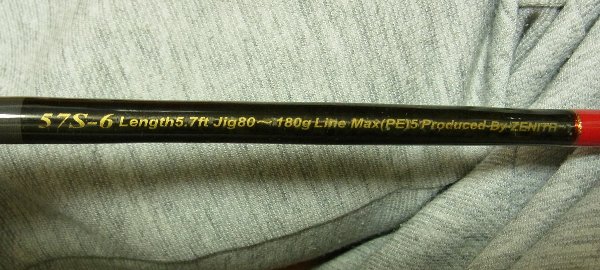 57S-6 Length5.7ft Jig80～180g Line Max(PE)5 Produced By ZENITH